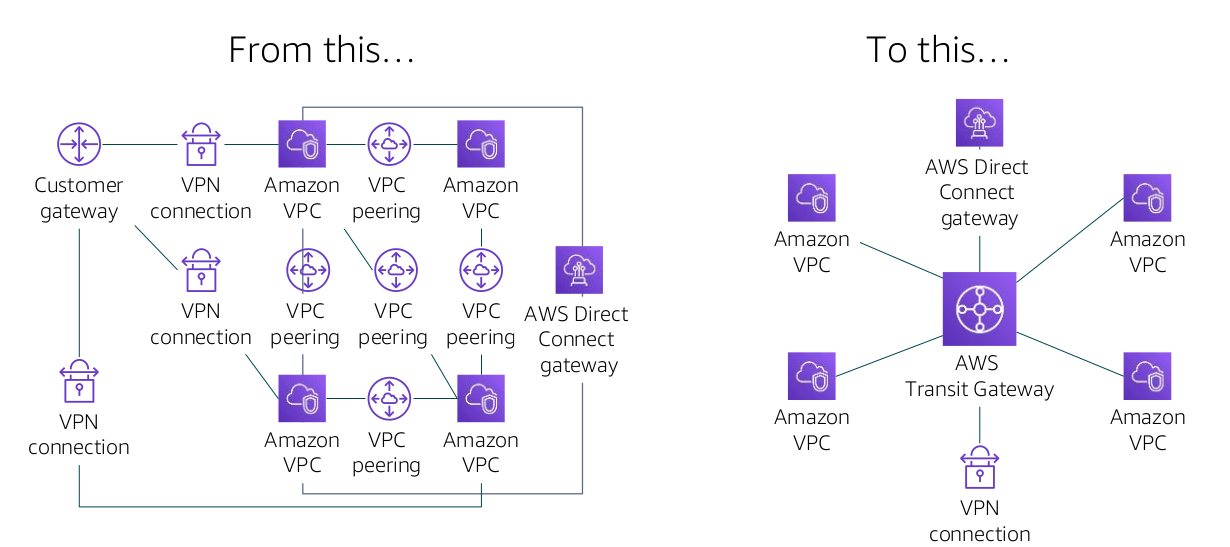 From this...
To this...
Customer
gateway
VPN
connection
Amazon
VPC
VPC
peering
Amazon
VPC
VPN
connection
VPC
peering
VPC
peering
VPC
peering
AWS Direct
Connect
gateway
VPN
connection
Amazon
VPC
VPC
peering
Amazon
VPC
AWS Direct
Connect
gateway
Amazon
VPC
Amazon
VPC
AWS
Transit Gateway
Amazon
VPC
Amazon
VPC
VPN
connection